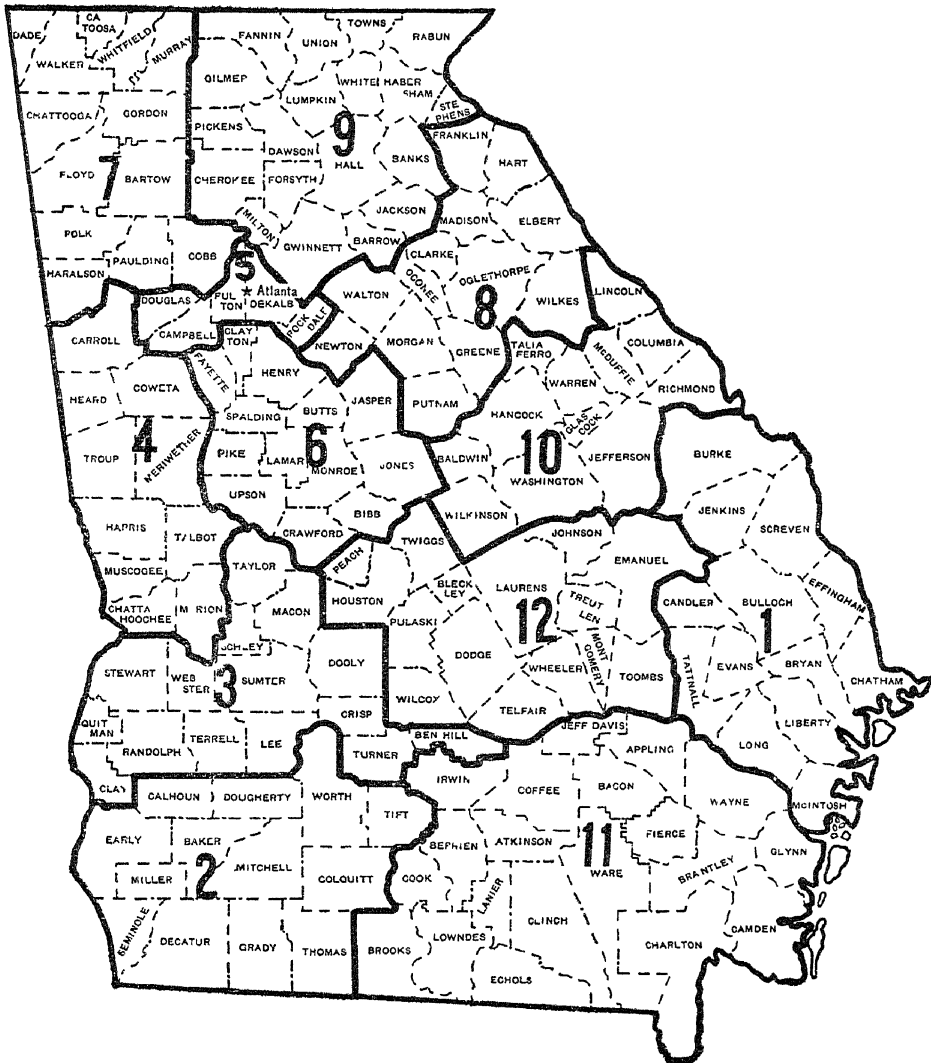 DADE
CA
TOOSA
WHITFIELD
MURRAY
WALKER
CHATTOOGA
GORDON
FLOYD
7
BARTOW
POLK
PAULDING
COBB
HARALSON
FANNIN
UNION
TOWNS
RABUN
GILMEP
WHITE
HABER
SHAM
LUMPKIN
STE
PHENS
PICKENS
9
DAWSON
HALL
BANKS
CHEROKEE
FORSYTH
MILTON
JACKSON
GWINNETT
BARROW
5
DOUGLAS
FUL
TON
★ Atlanta
DEKALB
ROCK
DALE
CAMPBELL
FRANKLIN
HART
MADISON
ELBERT
CLARKE
OCONEE
OGLETHORPE
8
WILKES
WALTON
NEWTON
MORGAN
GREENE
PUTNAM
LINCOLN
TALIA
FERRO
COLUMBIA
McDUFFIE
WARREN
RICHMOND
HANCOCK
GLAS
COCK
BALDWIN
10
JEFFERSON
WASHINGTON
WILKINSON
CARROLL
COWETA
HEARD
4
TROUP
MERIWETHER
HARRIS
TALBOT
MUSCOGEE
CHATTA
HOOCHEE
M RION
CLAY
TON
FAYETTE
HENRY
SPALDING
BUTTS
JASPER
PIKE
LAMAR
6
MONROE
JONES
UPSON
BIBB
CRAWFORD
TAYLOR
MACON
CHLEY
STEWART
WEB
STER
3
SUMTER
DOOLY
QUIT
MAN
RANDOLPH
TERRELL
LEE
CRISP
CLAY
TURNER
BEN HILL
PEACH
TWIGGS
HOUSTON
BLECK
LEY
LAURENS
JOHNSON
EMANUEL
PULASKI
12
TREUT
LEN
DODGE
WHEELER
MONT
GOMERY
TOOMBS
WILCOX
TELFAIR
BURKE
JENKINS
SCREVEN
CANDLER
BULLOCH
EFFINGHAM
1
TATTNALL
EVANS
BRYAN
CHATHAM
LIBERTY
LONG
McINTOSH
CALHOUN
DOUGHERTY
WORTH
TIFT
EARLY
BAKER
MITCHELL
2
MILLER
COLQUITT
SEMINOLE
DECATUR
GRADY
THOMAS
JEFF DAVIS
APPLING
IRWIN
COFFEE
BACON
WAYNE
BEPHIEN
ATKINSON
11
FIERCE
GLYNN
WARE
BRANTLEY
COOK
LANIER
CLINCH
CAMDEN
BROOKS
LOWNDES
CHARLTON
ECHOLS